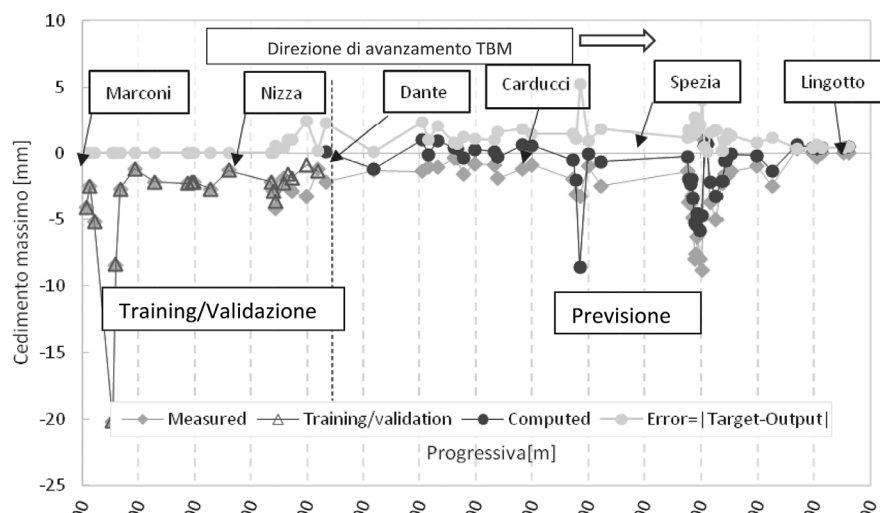 10
5
0
-5
-10
-15
-20
-25
Cedimento massimo [mm]
Direzione di avanzamento TBM
Marconi
Nizza
Dante
Carducci
Spezia
Lingotto
Training/Validazione
Previsione
Measured
Training/validation
Computed
Error=|Target-Output|
Progressiva[m]